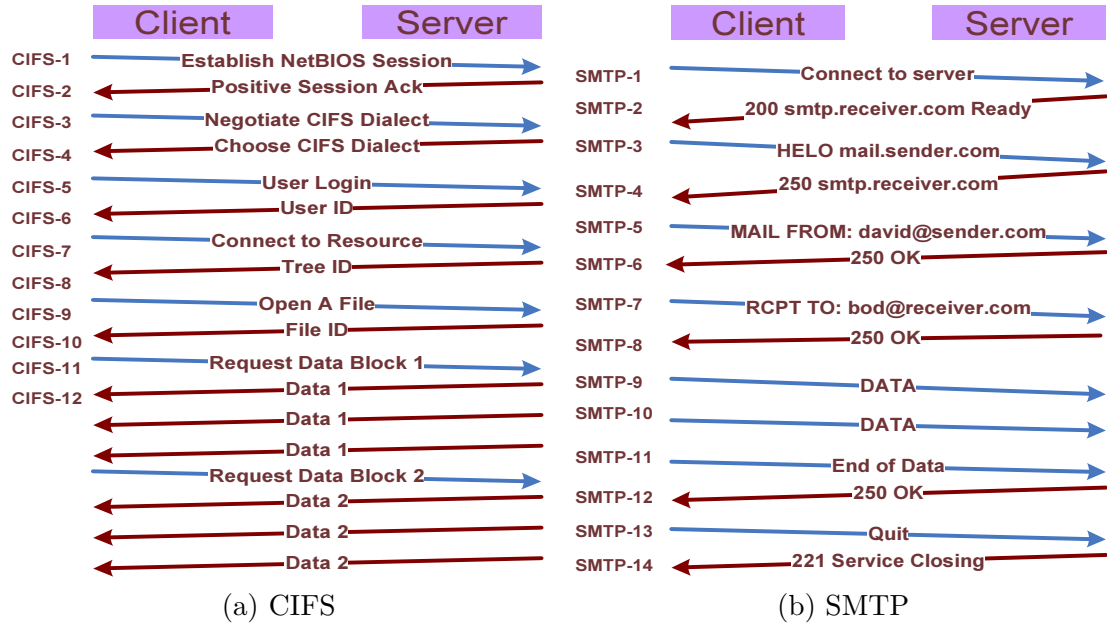 Client Server
CIFS-1 Establish NetBIOS Session
CIFS-2 Positive Session Ack
CIFS-3 Negotiate CIFS Dialect
CIFS-4 Choose CIFS Dialect
CIFS-5 User Login
CIFS-6 User ID
CIFS-7 Connect to Resource
CIFS-8 Tree ID
CIFS-9 Open A File
CIFS-10 File ID
CIFS-11 Request Data Block 1
CIFS-12 Data 1
Data 1
Data 1
Request Data Block 2
Data 2
Data 2
Data 2
(a) CIFS
Client Server
SMTP-1 Connect to server
SMTP-2 200 smtp.receiver.com Ready
SMTP-3 HELO mail.sender.com
SMTP-4 250 smtp.receiver.com
SMTP-5 MAIL FROM: david@sender.com
SMTP-6 250 OK
SMTP-7 RCPT TO: bod@receiver.com
SMTP-8 250 OK
SMTP-9 DATA
SMTP-10 DATA
SMTP-11 End of Data
SMTP-12 250 OK
SMTP-13 Quit
SMTP-14 221 Service Closing
(b) SMTP